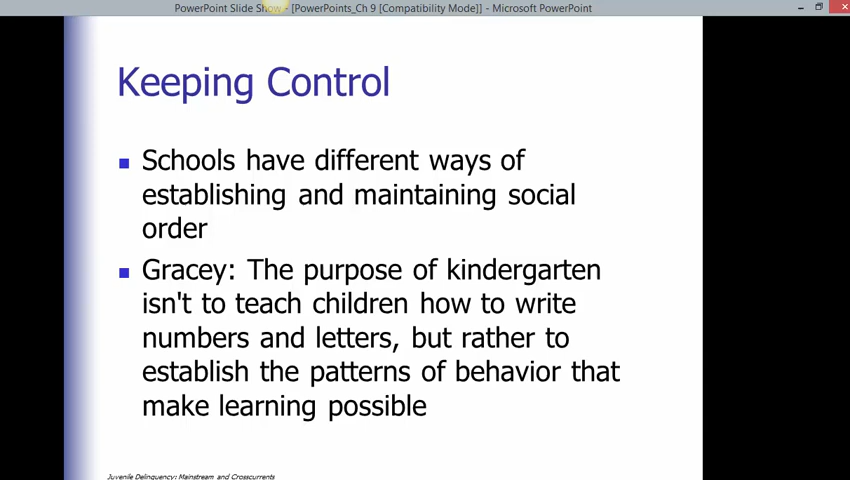 PowerPoint Slide Show - [PowerPoints_Ch 9 [Compatibility Mode]] - Microsoft PowerPoint
Keeping Control
Schools have different ways of
establishing and maintaining social
order
Gracey: The purpose of kindergarten
isn't to teach children how to write
numbers and letters, but rather to
establish the patterns of behavior that
make learning possible
Juvenile Delinquency: Mainstream and Crosscurrents